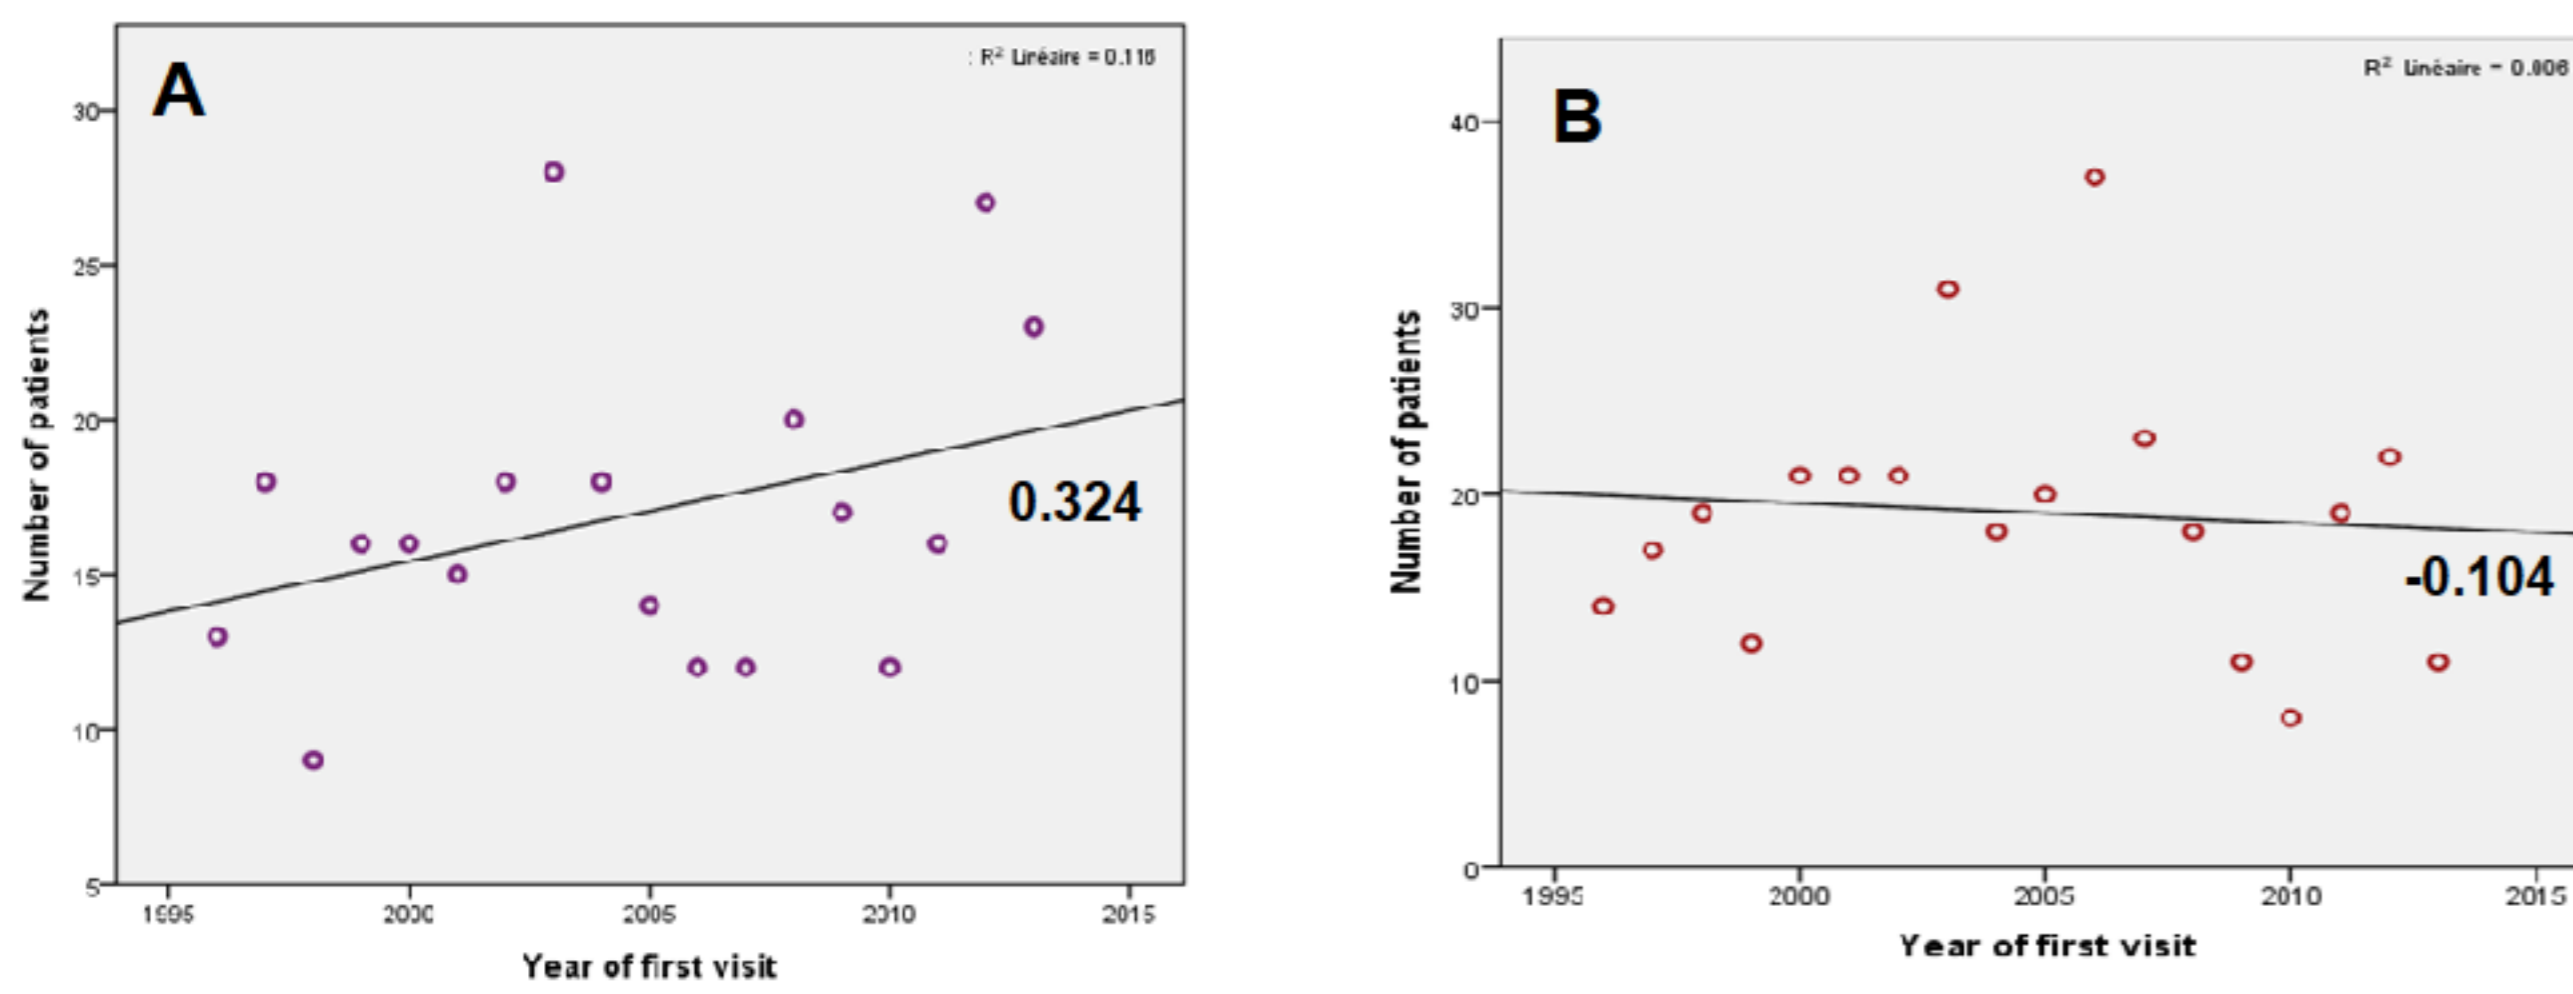 A
: R² Linéaire = 0.116
30
25
20
15
10
5
0.324
1995
2000
2005
2010
2015
Number of patients
Year of first visit
B
R² Linéaire = 0.006
40
30
20
10
0
-0.104
1995
2000
2005
2010
2015
Number of patients
Year of first visit